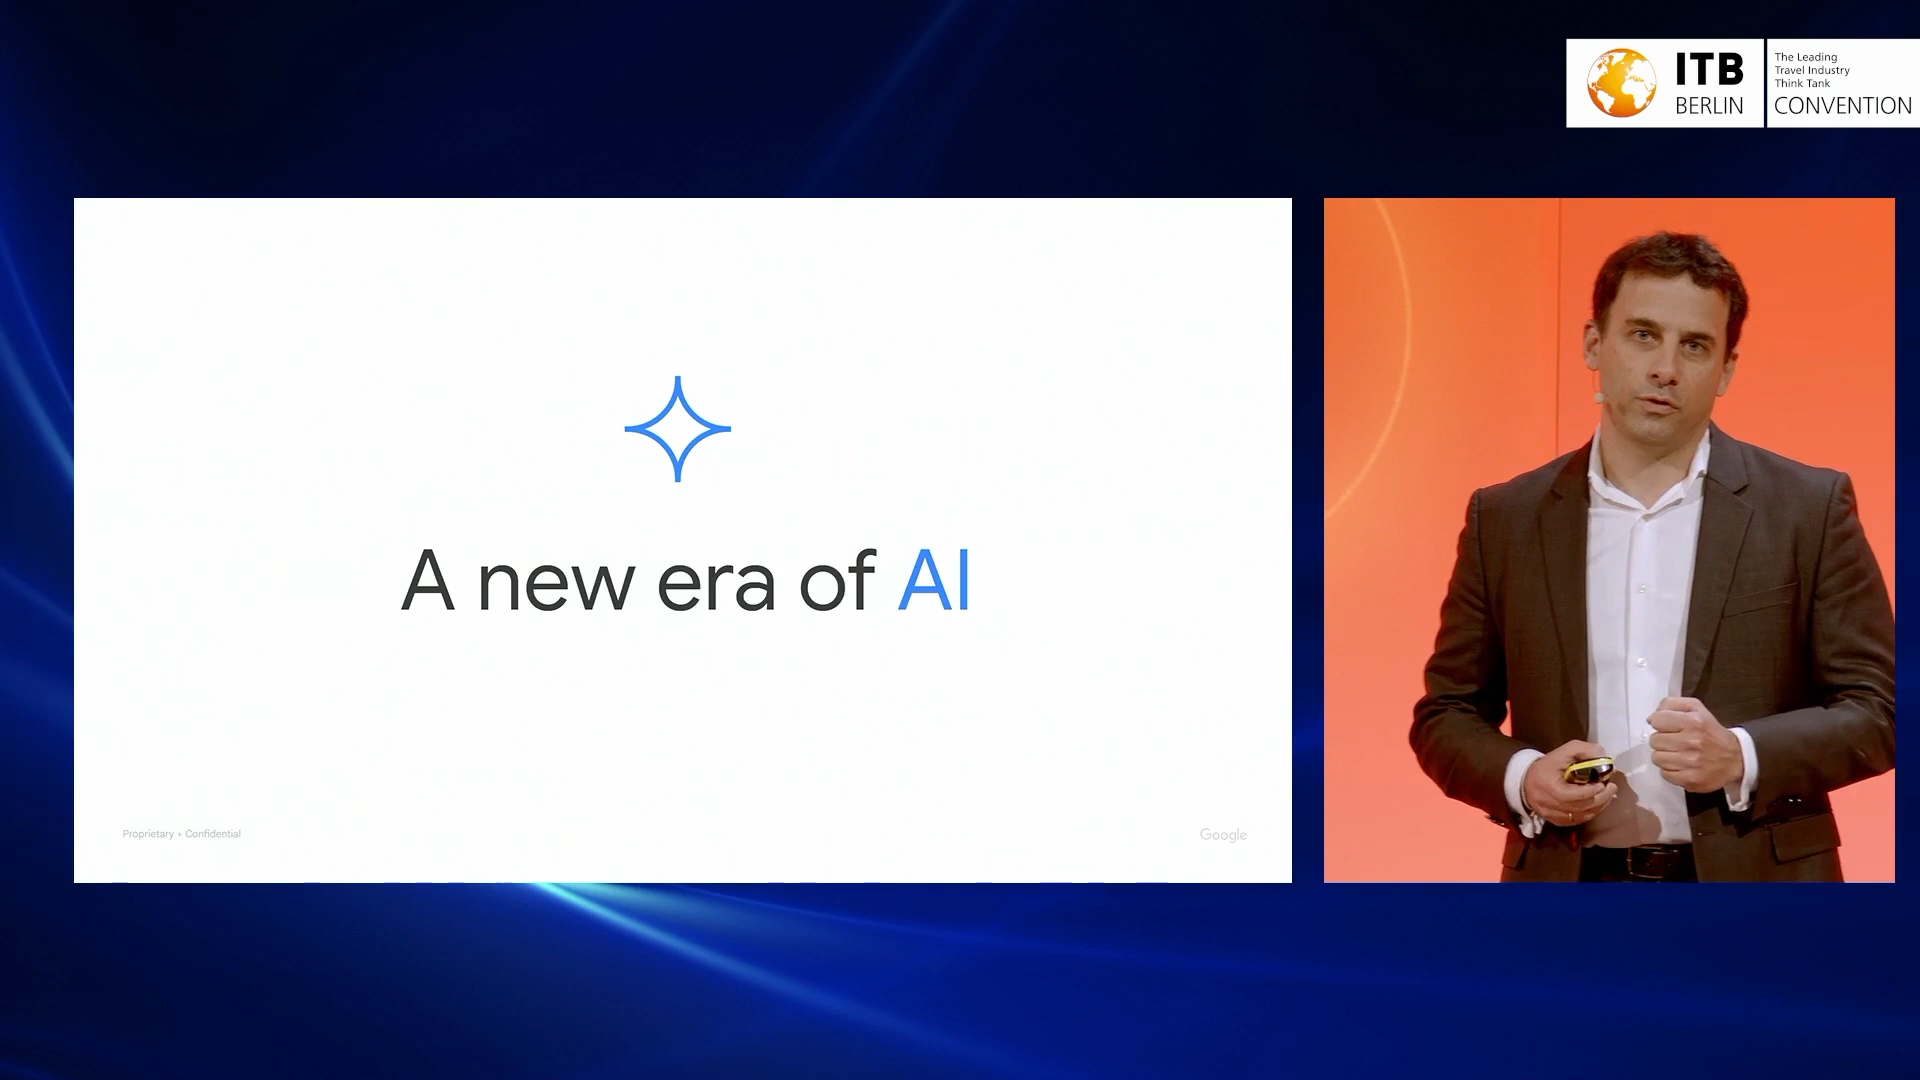 ITB
BERLIN
The Leading
Travel Industry
Think Tank
CONVENTION
A new era of AI
Proprietary + Confidential
Google